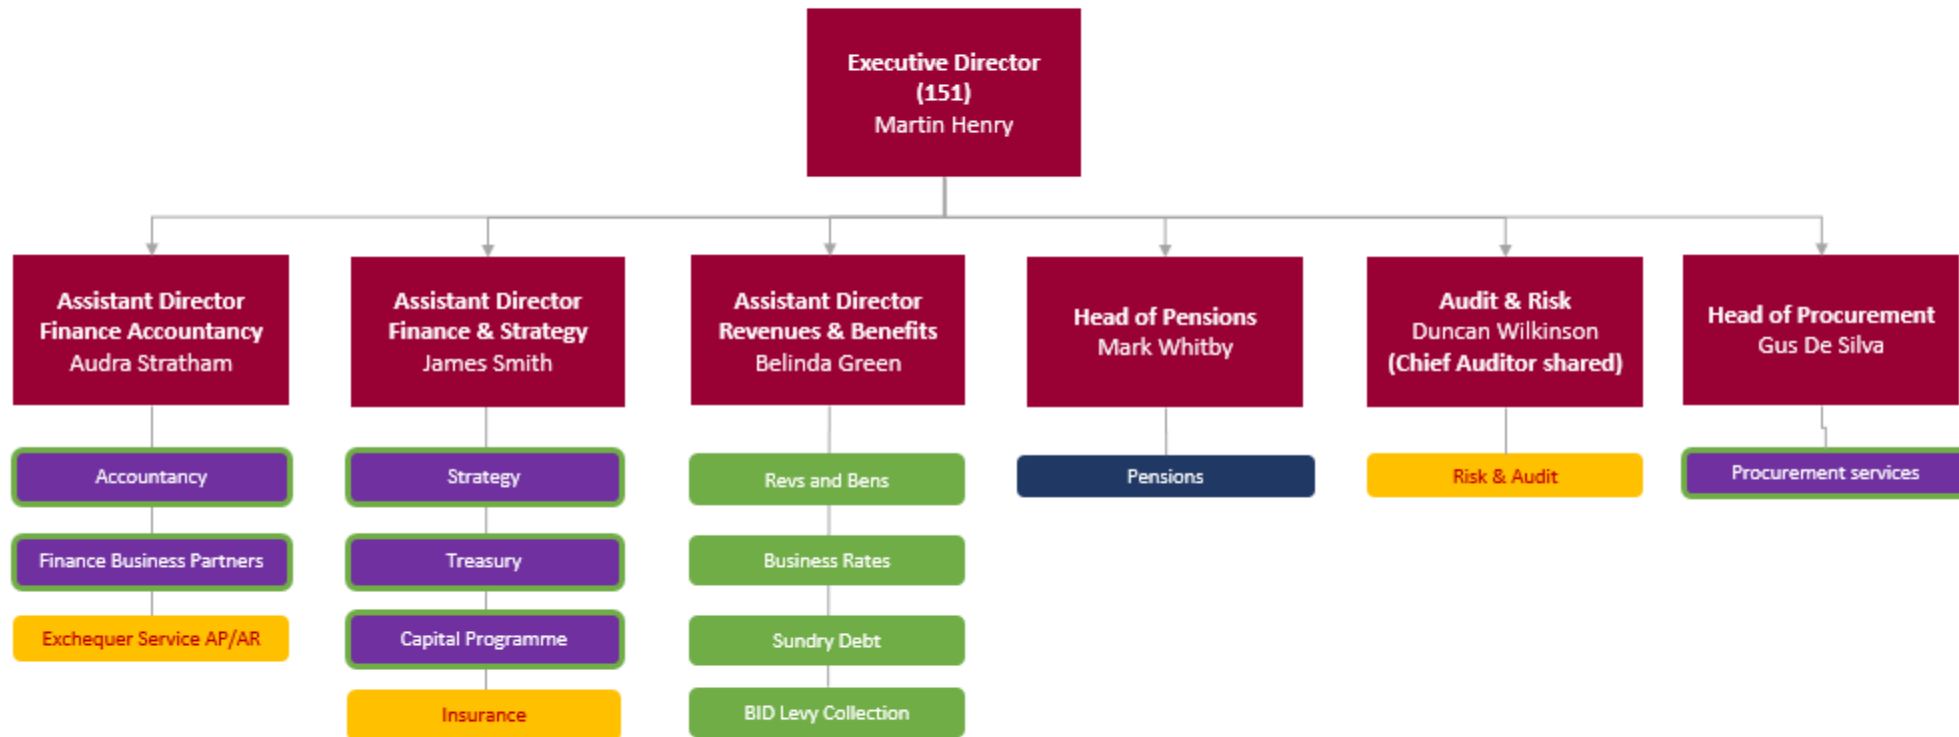 Executive Director
(151)
Martin Henry
Assistant Director
Finance Accountancy
Audra Stratham
Assistant Director
Finance & Strategy
James Smith
Assistant Director
Revenues & Benefits
Belinda Green
Head of Pensions
Mark Whitby
Audit & Risk
Duncan Wilkinson
(Chief Auditor shared)
Head of Procurement
Gus De Silva
Accountancy
Finance Business Partners
Exchequer Service AP/AR
Strategy
Treasury
Capital Programme
Insurance
Revs and Bens
Business Rates
Sundry Debt
BID Levy Collection
Pensions
Risk & Audit
Procurement services